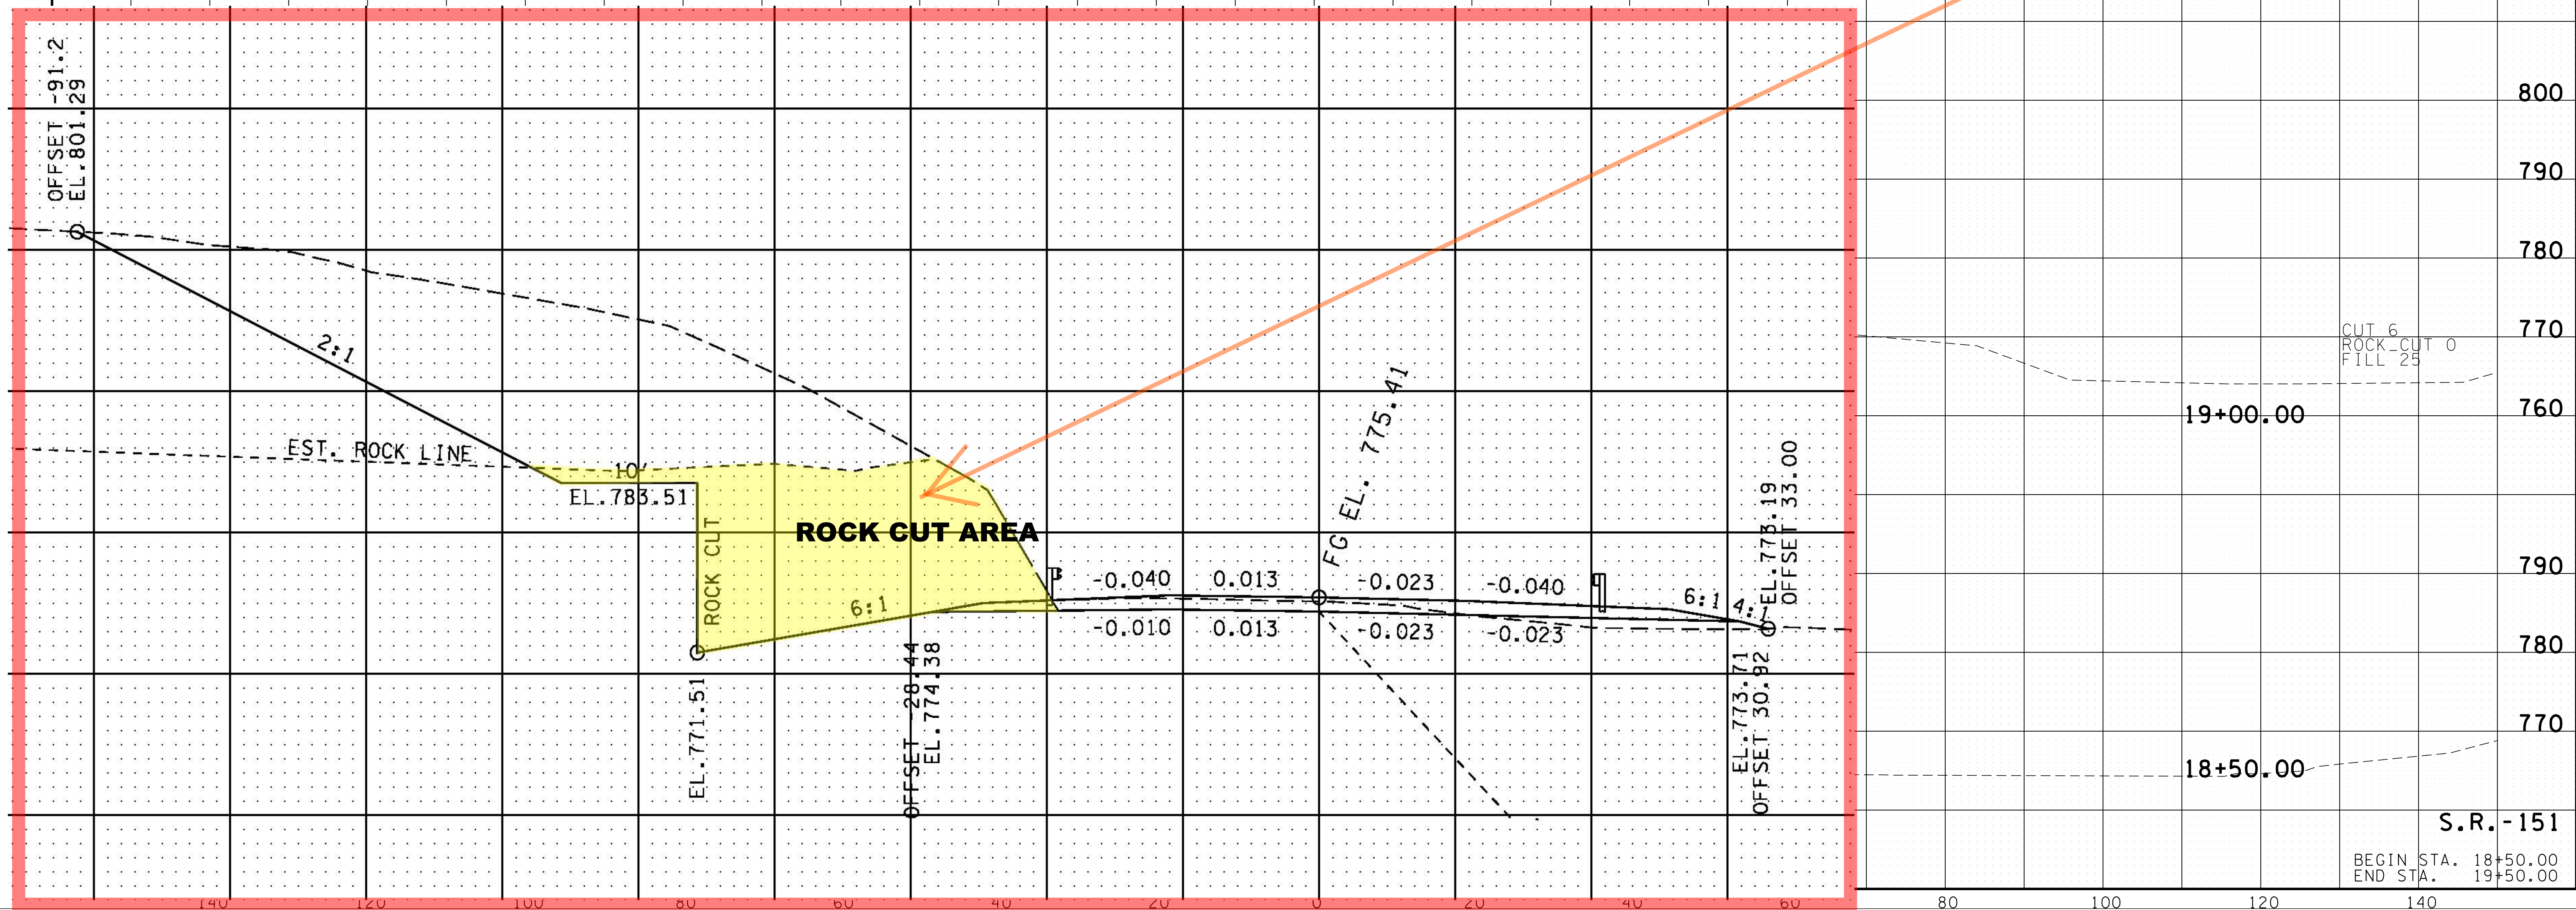 OFFSET -91.2
EL.801.29
800
790
780
770
CUT 6
ROCK_CUT 0
FILL 25
760
19+00.00
2:1
EST. ROCK LINE
10'
EL.783.51
ROCK CUT
ROCK CUT AREA
6:1
FG EL. 775.41
-0.040
0.013
-0.023
-0.040
6:1
4:1
EL.773.19
OFFSET 33.00
-0.010
0.013
-0.023
-0.023
EL.771.51
OFFSET -28.44
EL.774.38
EL.773.71
OFFSET 30.92
790
780
770
18+50.00
S.R.-151
BEGIN STA. 18+50.00
END STA. 19+50.00
140
120
100
80
60
40
20
0
20
40
60
80
100
120
140